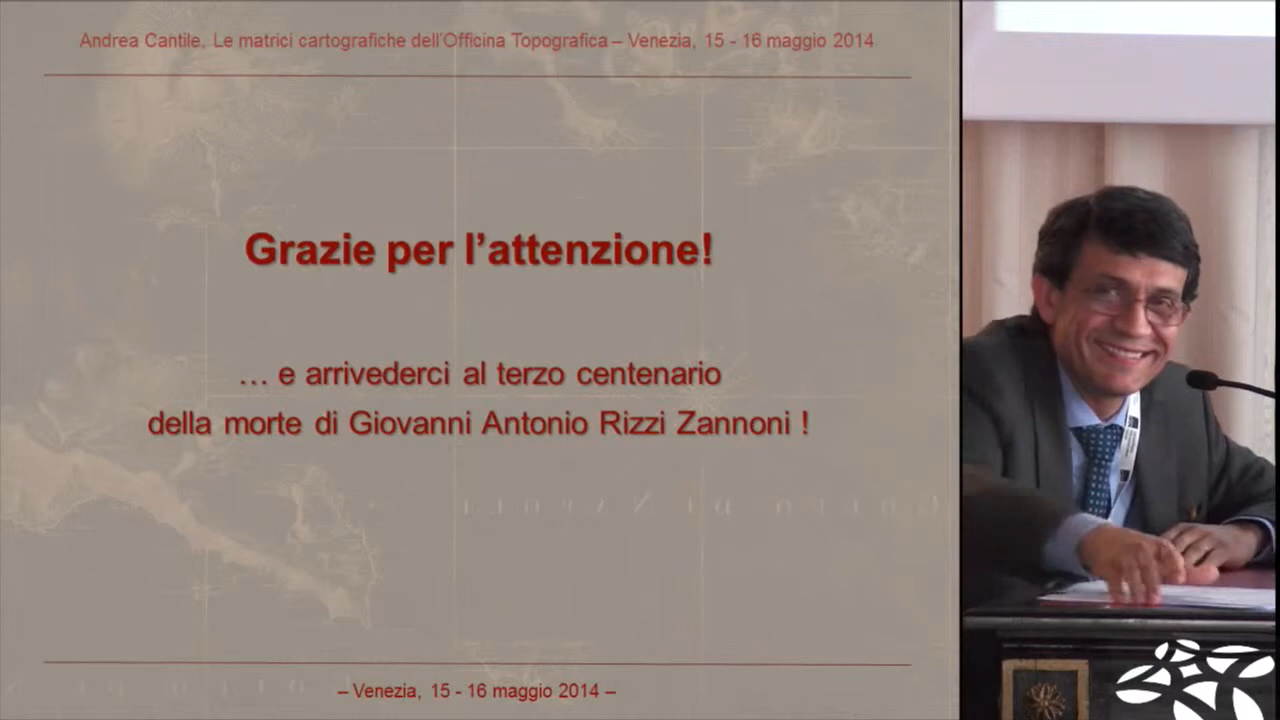 Andrea Cantile, Le matrici cartografiche dell'Officina Topografica – Venezia, 15 - 16 maggio 2014
Grazie per l'attenzione!
… e arrivederci al terzo centenario
della morte di Giovanni Antonio Rizzi Zannoni !
– Venezia, 15 - 16 maggio 2014 –